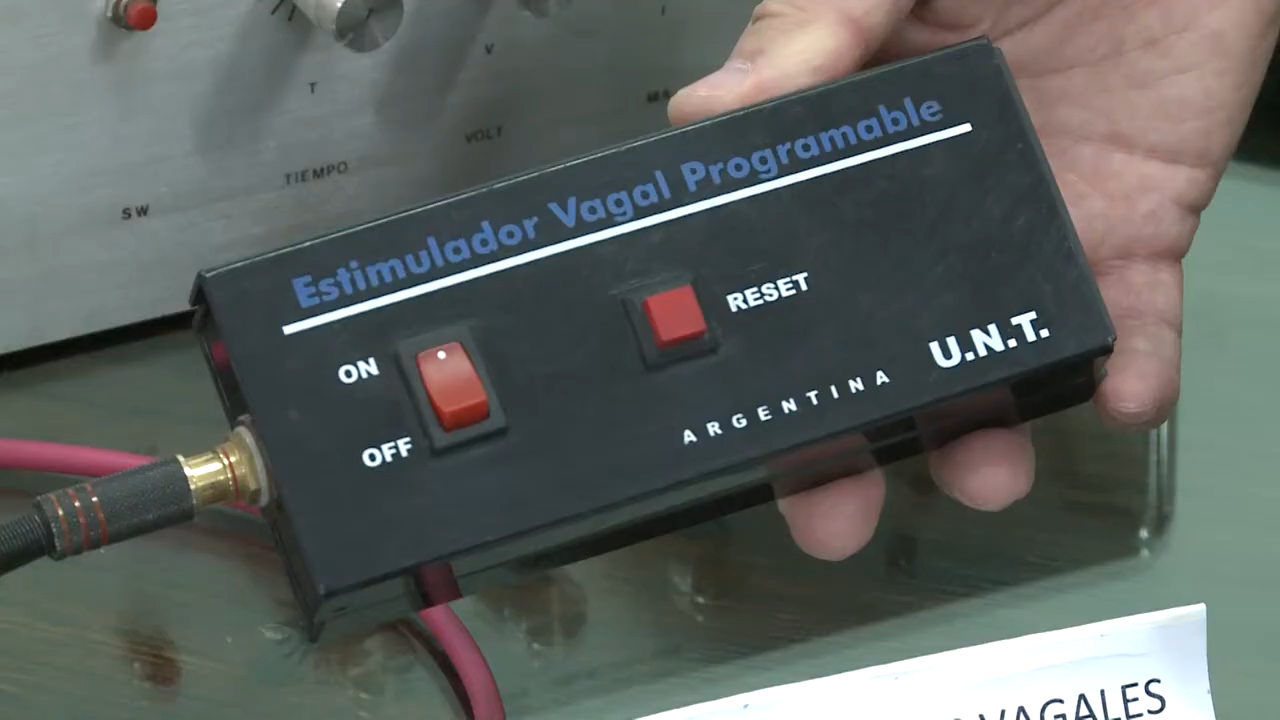 V
T
VOLT
TIEMPO
SW
Estimulador Vagal Programable
RESET
ON
OFF
U.N.T.
ARGENTINA
VAGALES